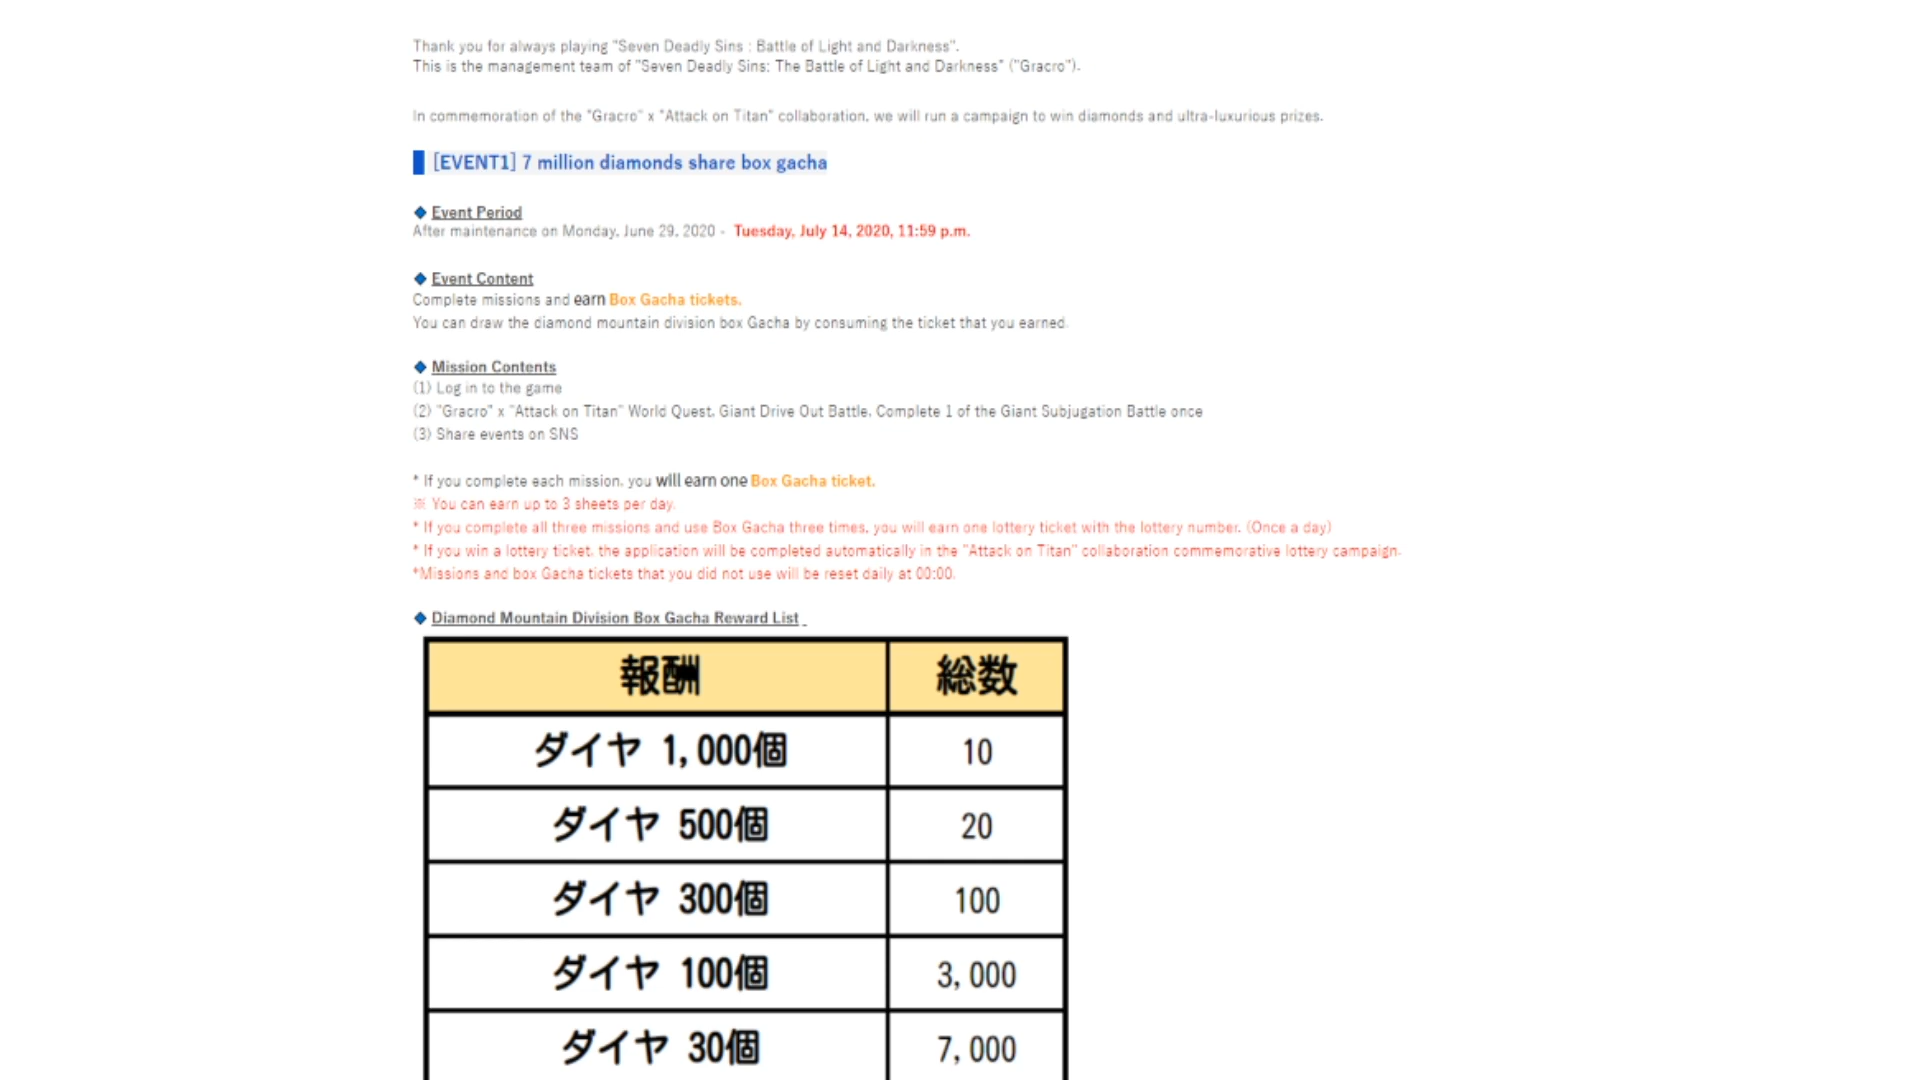 Thank you for always playing "Seven Deadly Sins : Battle of Light and Darkness".
This is the management team of "Seven Deadly Sins: The Battle of Light and Darkness" ("Gracro").
In commemoration of the "Gracro" x "Attack on Titan" collaboration, we will run a campaign to win diamonds and ultra-luxurious prizes.
[EVENT1] 7 million diamonds share box gacha
◆ Event Period
After maintenance on Monday, June 29, 2020 - Tuesday, July 14, 2020, 11:59 p.m.
◆ Event Content
Complete missions and earn Box Gacha tickets.
You can draw the diamond mountain division box Gacha by consuming the ticket that you earned.
◆ Mission Contents
(1) Log in to the game
(2) "Gracro" x "Attack on Titan" World Quest, Giant Drive Out Battle, Complete 1 of the Giant Subjugation Battle once
(3) Share events on SNS
* If you complete each mission, you will earn one Box Gacha ticket.
※ You can earn up to 3 sheets per day.
* If you complete all three missions and use Box Gacha three times, you will earn one lottery ticket with the lottery number. (Once a day)
* If you win a lottery ticket, the application will be completed automatically in the "Attack on Titan" collaboration commemorative lottery campaign.
*Missions and box Gacha tickets that you did not use will be reset daily at 00:00.
◆ Diamond Mountain Division Box Gacha Reward List
報酬 総数
ダイヤ 1,000個 10
ダイヤ 500個 20
ダイヤ 300個 100
ダイヤ 100個 3,000
ダイヤ 30個 7,000